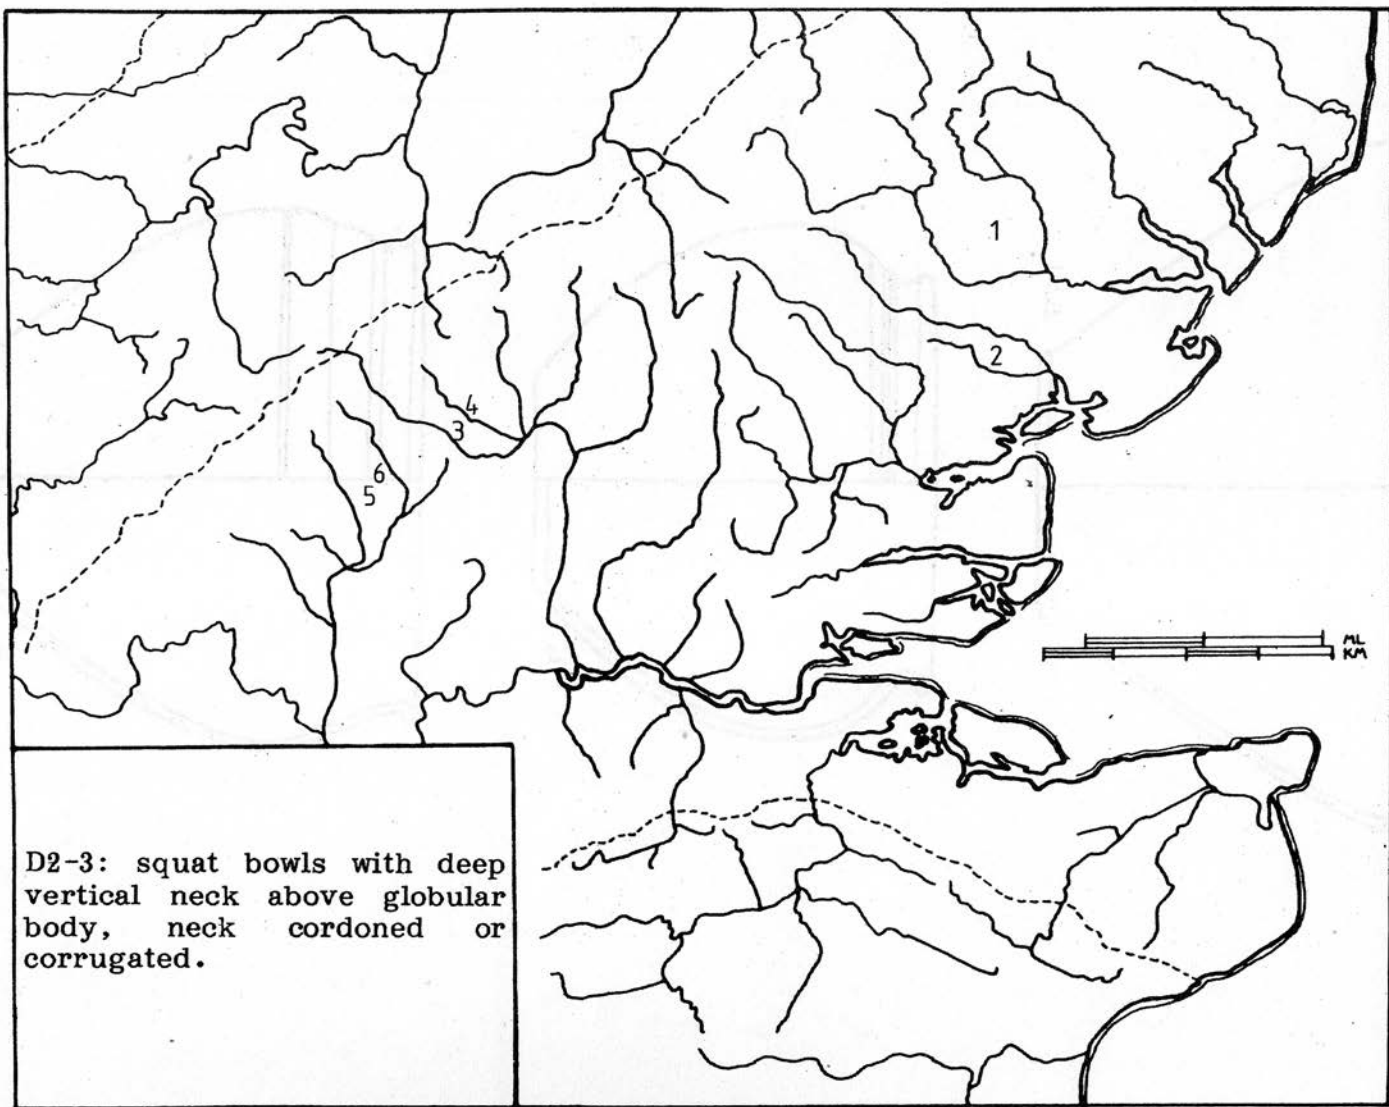 1
2
4
3
6
5
ML
KM
D2-3: squat bowls with deep
vertical neck above globular
body, neck cordoned or
corrugated.